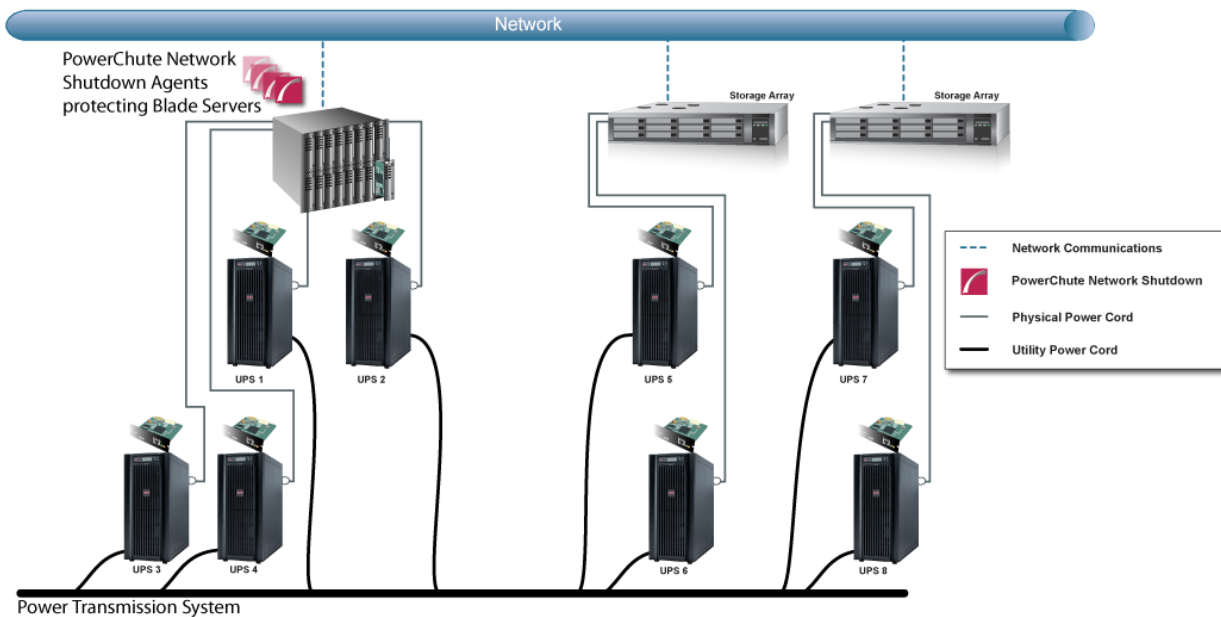 Network
PowerChute Network
Shutdown Agents
protecting Blade Servers
Storage Array
Storage Array
Network Communications
PowerChute Network Shutdown
Physical Power Cord
Utility Power Cord
UPS 1
UPS 2
UPS 5
UPS 7
UPS 3
UPS 4
UPS 6
UPS 8
Power Transmission System